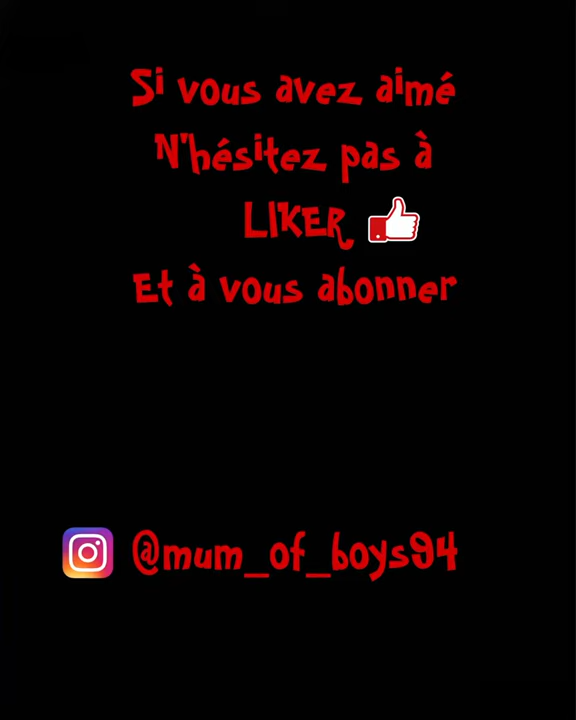 Si vous avez aimé
N'hésitez pas à
LIKER
Et à vous abonner
@mum_of_boys94